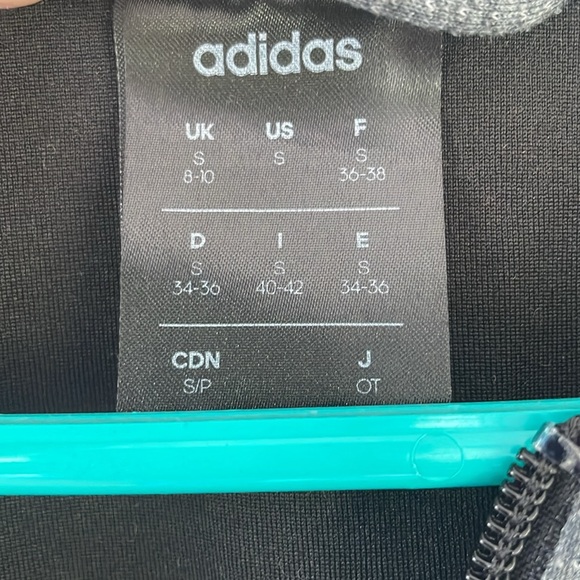 adidas
UK US F
S S S
8-10 36-38
D I E
S S S
34-36 40-42 34-36
CDN J
S/P OT